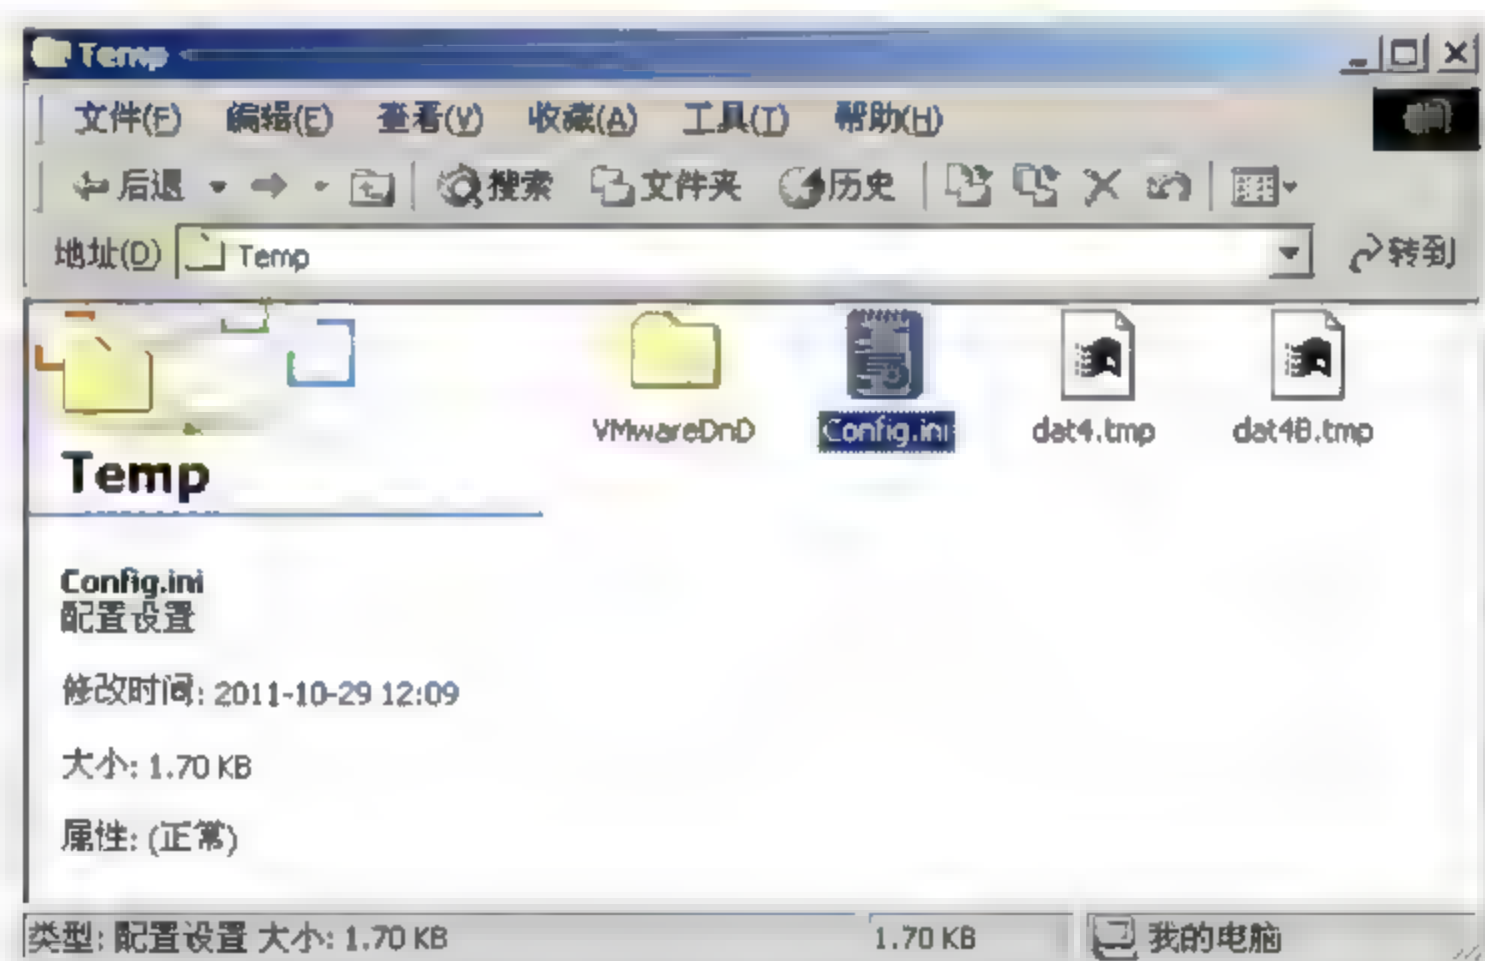 Temp
文件(F) 编辑(E) 查看(V) 收藏(A) 工具(T) 帮助(H)
后退 搜索 文件夹 历史
地址(D) Temp 转到
VMwareDnD Config.ini dat4.tmp dat4B.tmp
Temp
Config.ini
配置设置
修改时间: 2011-10-29 12:09
大小: 1.70 KB
属性: (正常)
类型: 配置设置 大小: 1.70 KB 1.70 KB 我的电脑